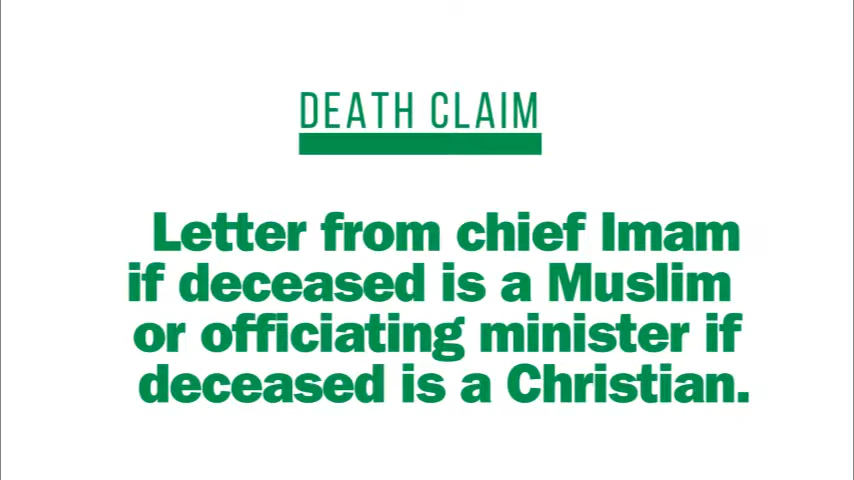 DEATH CLAIM
Letter from chief Imam
if deceased is a Muslim
or officiating minister if
deceased is a Christian.